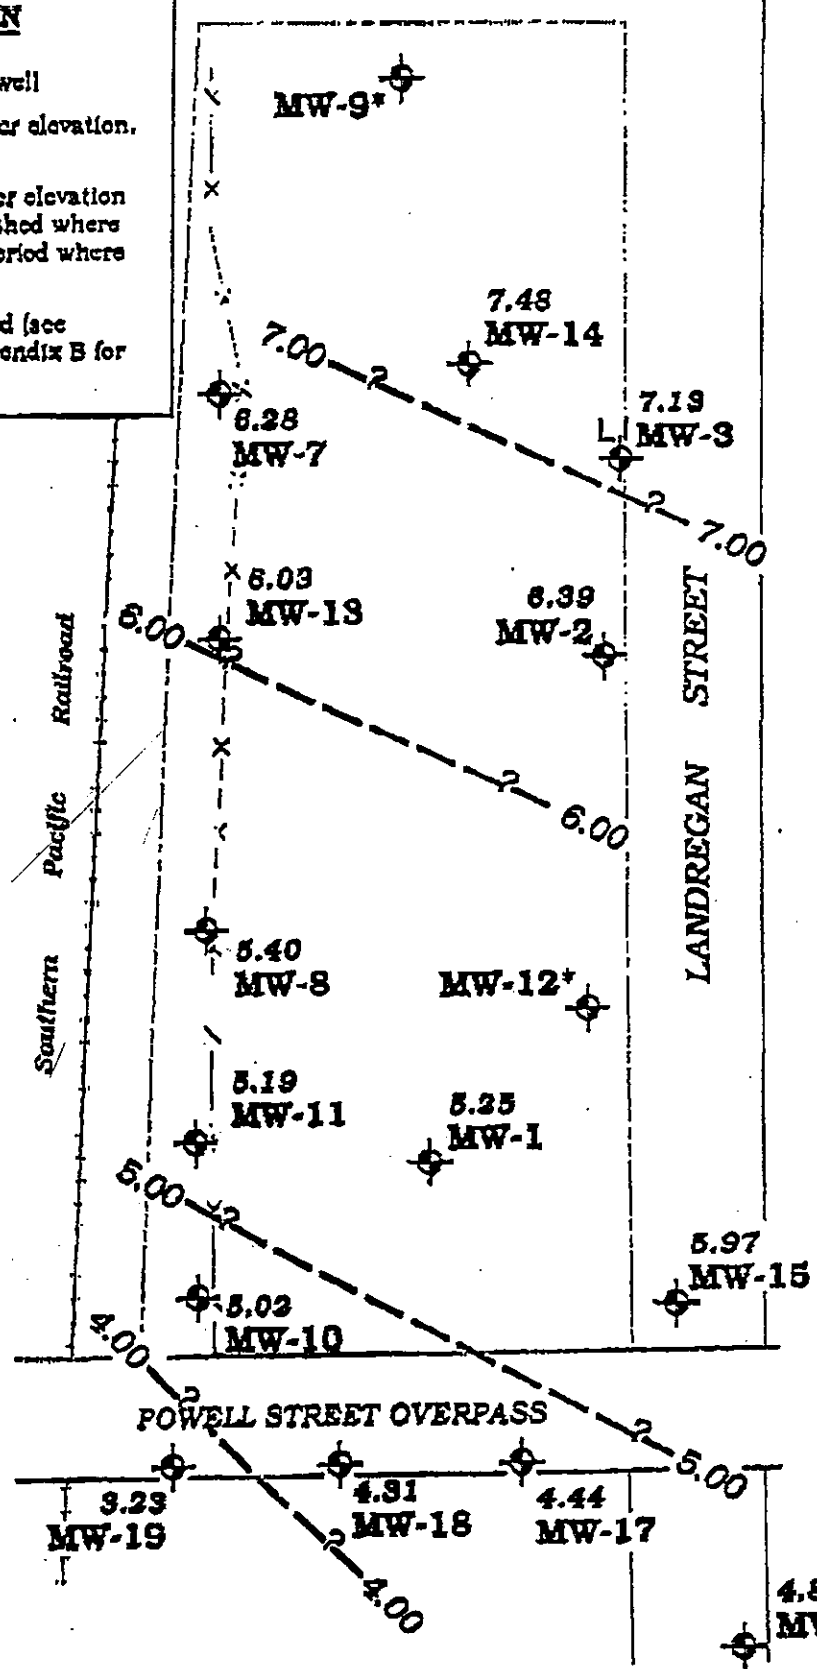 N
well
er elevation.
er elevation
shed where
eriod where
d (see
endix B for
MW-9*
7.48
MW-14
7.00
?
7.13
MW-3
6.28
MW-7
?
7.00
6.03
MW-13
6.39
MW-2
6.00
?
?
6.00
Southern Pacific Railroad
LANDREGAN STREET
5.40
MW-8
MW-12*
5.19
MW-11
5.25
MW-1
5.00
?
5.97
MW-15
5.02
MW-10
4.00
?
POWELL STREET OVERPASS
?
5.00
3.23
MW-19
4.31
MW-18
4.44
MW-17
?
4.00
4.8
MW